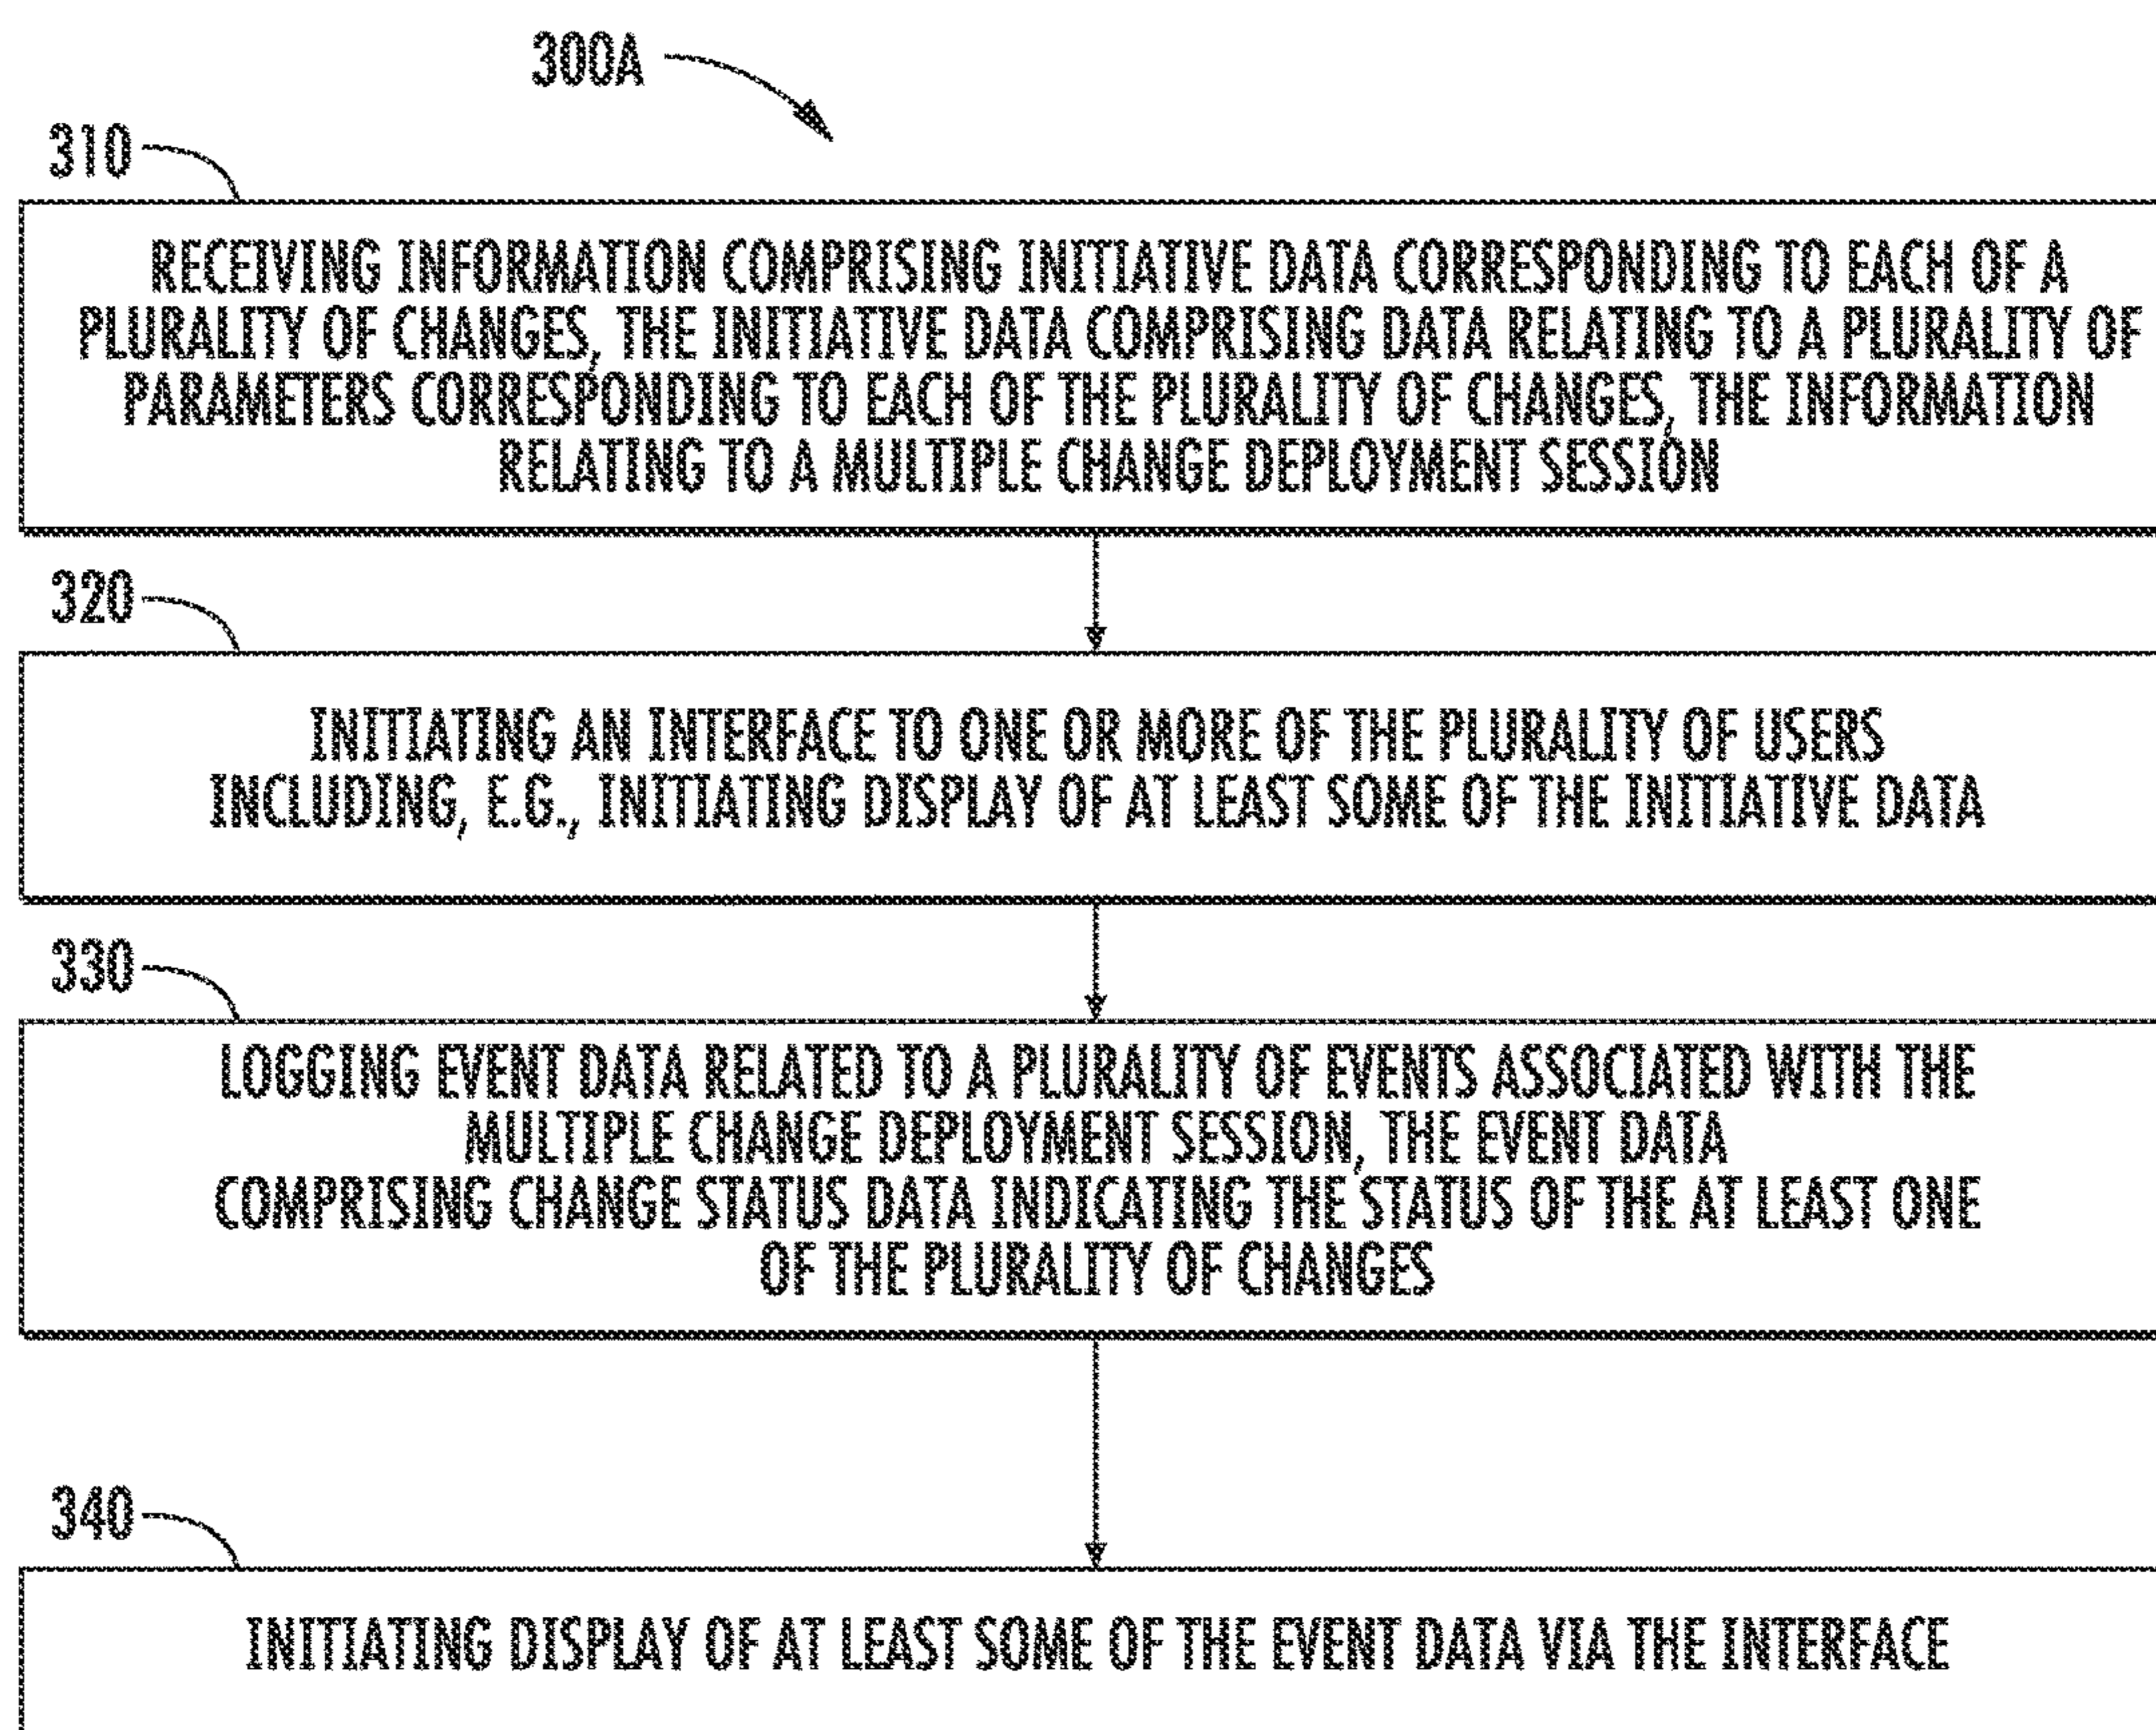 300A
310
RECEIVING INFORMATION COMPRISING INITIATIVE DATA CORRESPONDING TO EACH OF A
PLURALITY OF CHANGES, THE INITIATIVE DATA COMPRISING DATA RELATING TO A PLURALITY OF
PARAMETERS CORRESPONDING TO EACH OF THE PLURALITY OF CHANGES, THE INFORMATION
RELATING TO A MULTIPLE CHANGE DEPLOYMENT SESSION
320
INITIATING AN INTERFACE TO ONE OR MORE OF THE PLURALITY OF USERS
INCLUDING, E.G., INITIATING DISPLAY OF AT LEAST SOME OF THE INITIATIVE DATA
330
LOGGING EVENT DATA RELATED TO A PLURALITY OF EVENTS ASSOCIATED WITH THE
MULTIPLE CHANGE DEPLOYMENT SESSION, THE EVENT DATA
COMPRISING CHANGE STATUS DATA INDICATING THE STATUS OF THE AT LEAST ONE
OF THE PLURALITY OF CHANGES
340
INITIATING DISPLAY OF AT LEAST SOME OF THE EVENT DATA VIA THE INTERFACE